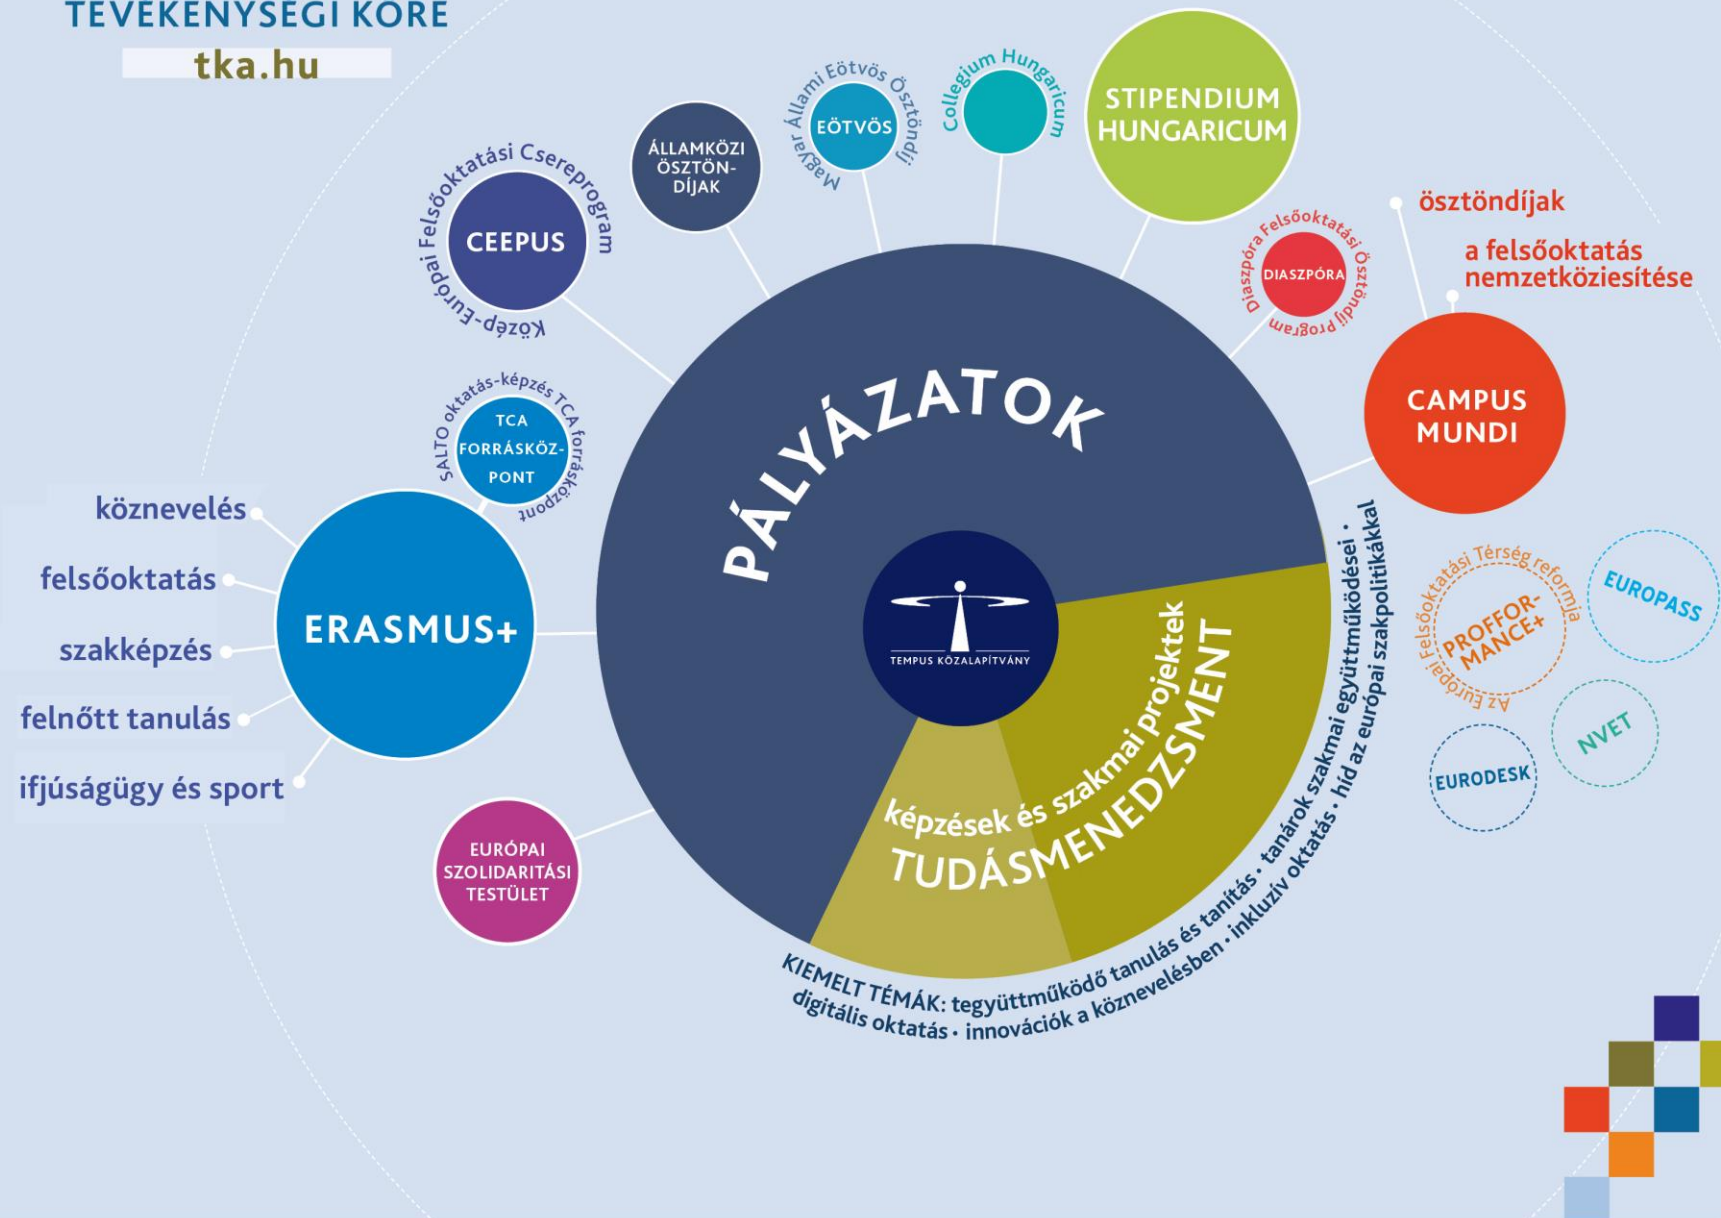 TEVÉKENYSÉGI KÖRE
tka.hu
Közép-Európai Felsőoktatási Csereprogram
CEEPUS
ÁLLAMKÖZI
ÖSZTÖN-
DÍJAK
Magyar Állami Eötvös Ösztöndíj
EÖTVÖS
Collegium Hungaricum
STIPENDIUM
HUNGARICUM
Diaszpóra Felsőoktatási Ösztöndíj Program
DIASZPÓRA
ösztöndíjak
a felsőoktatás
nemzetköziesítése
CAMPUS
MUNDI
SALTO oktatás-képzés TCA forrásközpont
TCA
FORRÁSKÖZ-
PONT
köznevelés
felsőoktatás
szakképzés
felnőtt tanulás
ifjúságügy és sport
ERASMUS+
EURÓPAI
SZOLIDARITÁSI
TESTÜLET
PÁLYÁZATOK
TEMPUS KÖZALAPÍTVÁNY
képzések és szakmai projektek
TUDÁSMENEDZSMENT
KIEMELT TÉMÁK: tegyüttműködő tanulás és tanítás · tanárok szakmai együttműködései ·
digitális oktatás · innovációk a köznevelésben · inkluzív oktatás · híd az európai szakpolitikákkal
Az Európai Felsőoktatási Térség reformja
PROFFOR-
MANCE+
EUROPASS
NVET
EURODESK